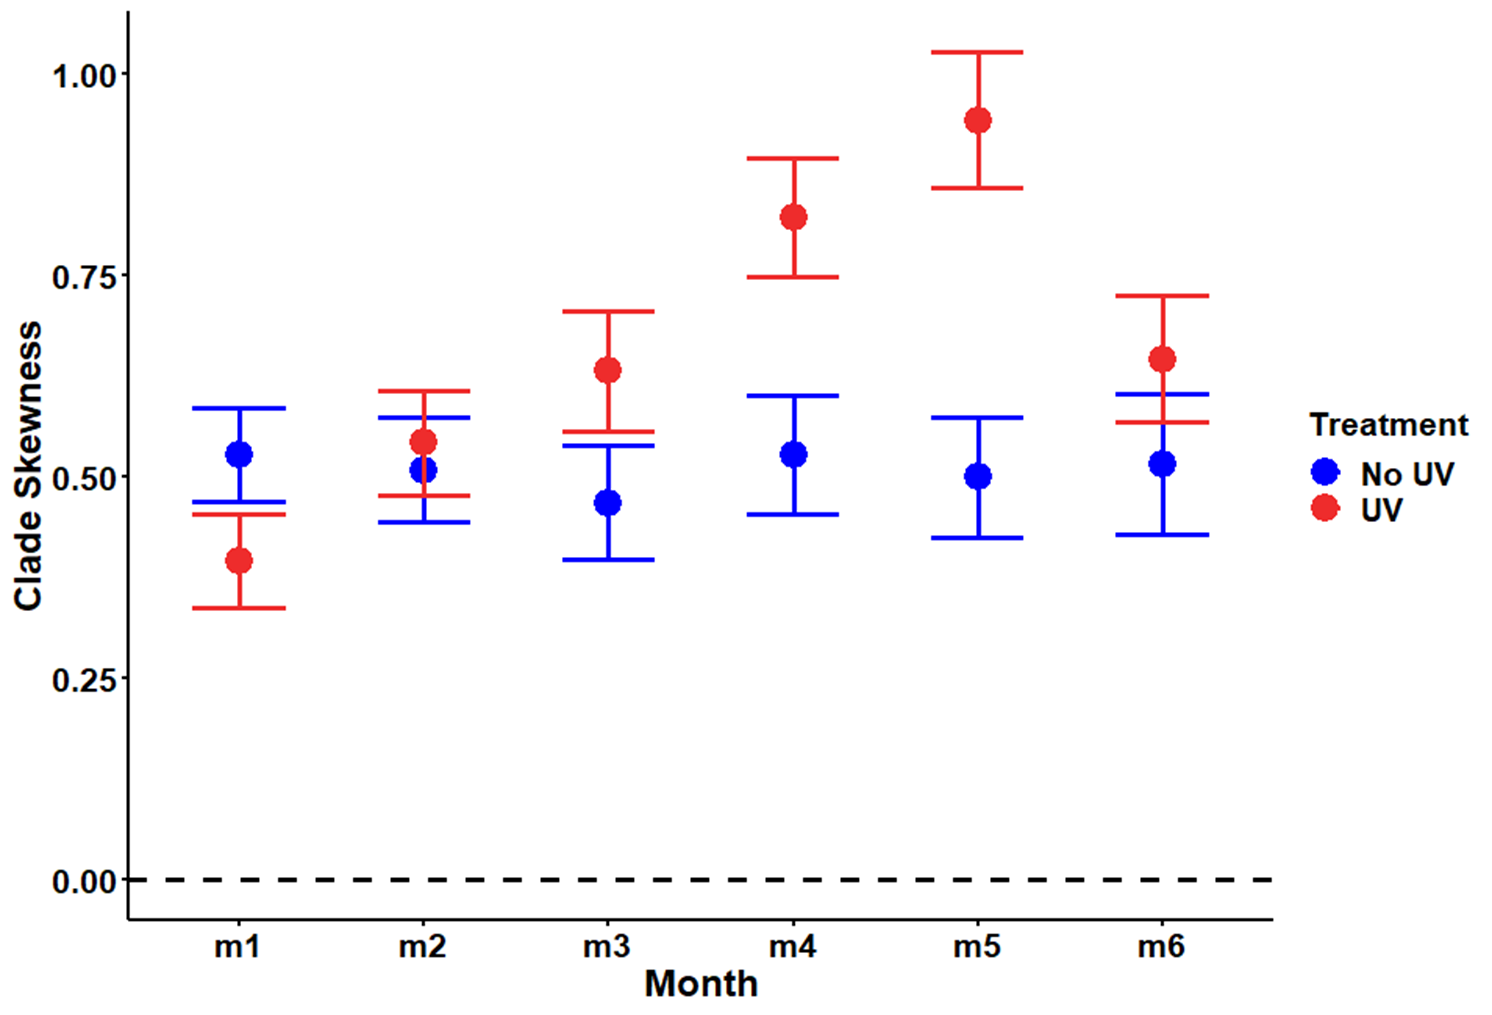 Clade Skewness
1.00
0.75
0.50
0.25
0.00
m1 m2 m3 m4 m5 m6
Month
Treatment
No UV
UV